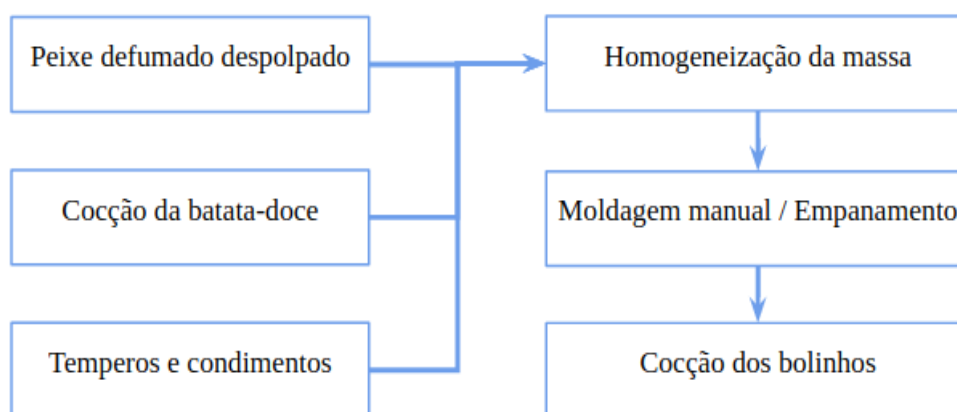 Peixe defumado despolpado
Cocção da batata-doce
Temperos e condimentos
Homogeneização da massa
Moldagem manual / Empanamento
Cocção dos bolinhos